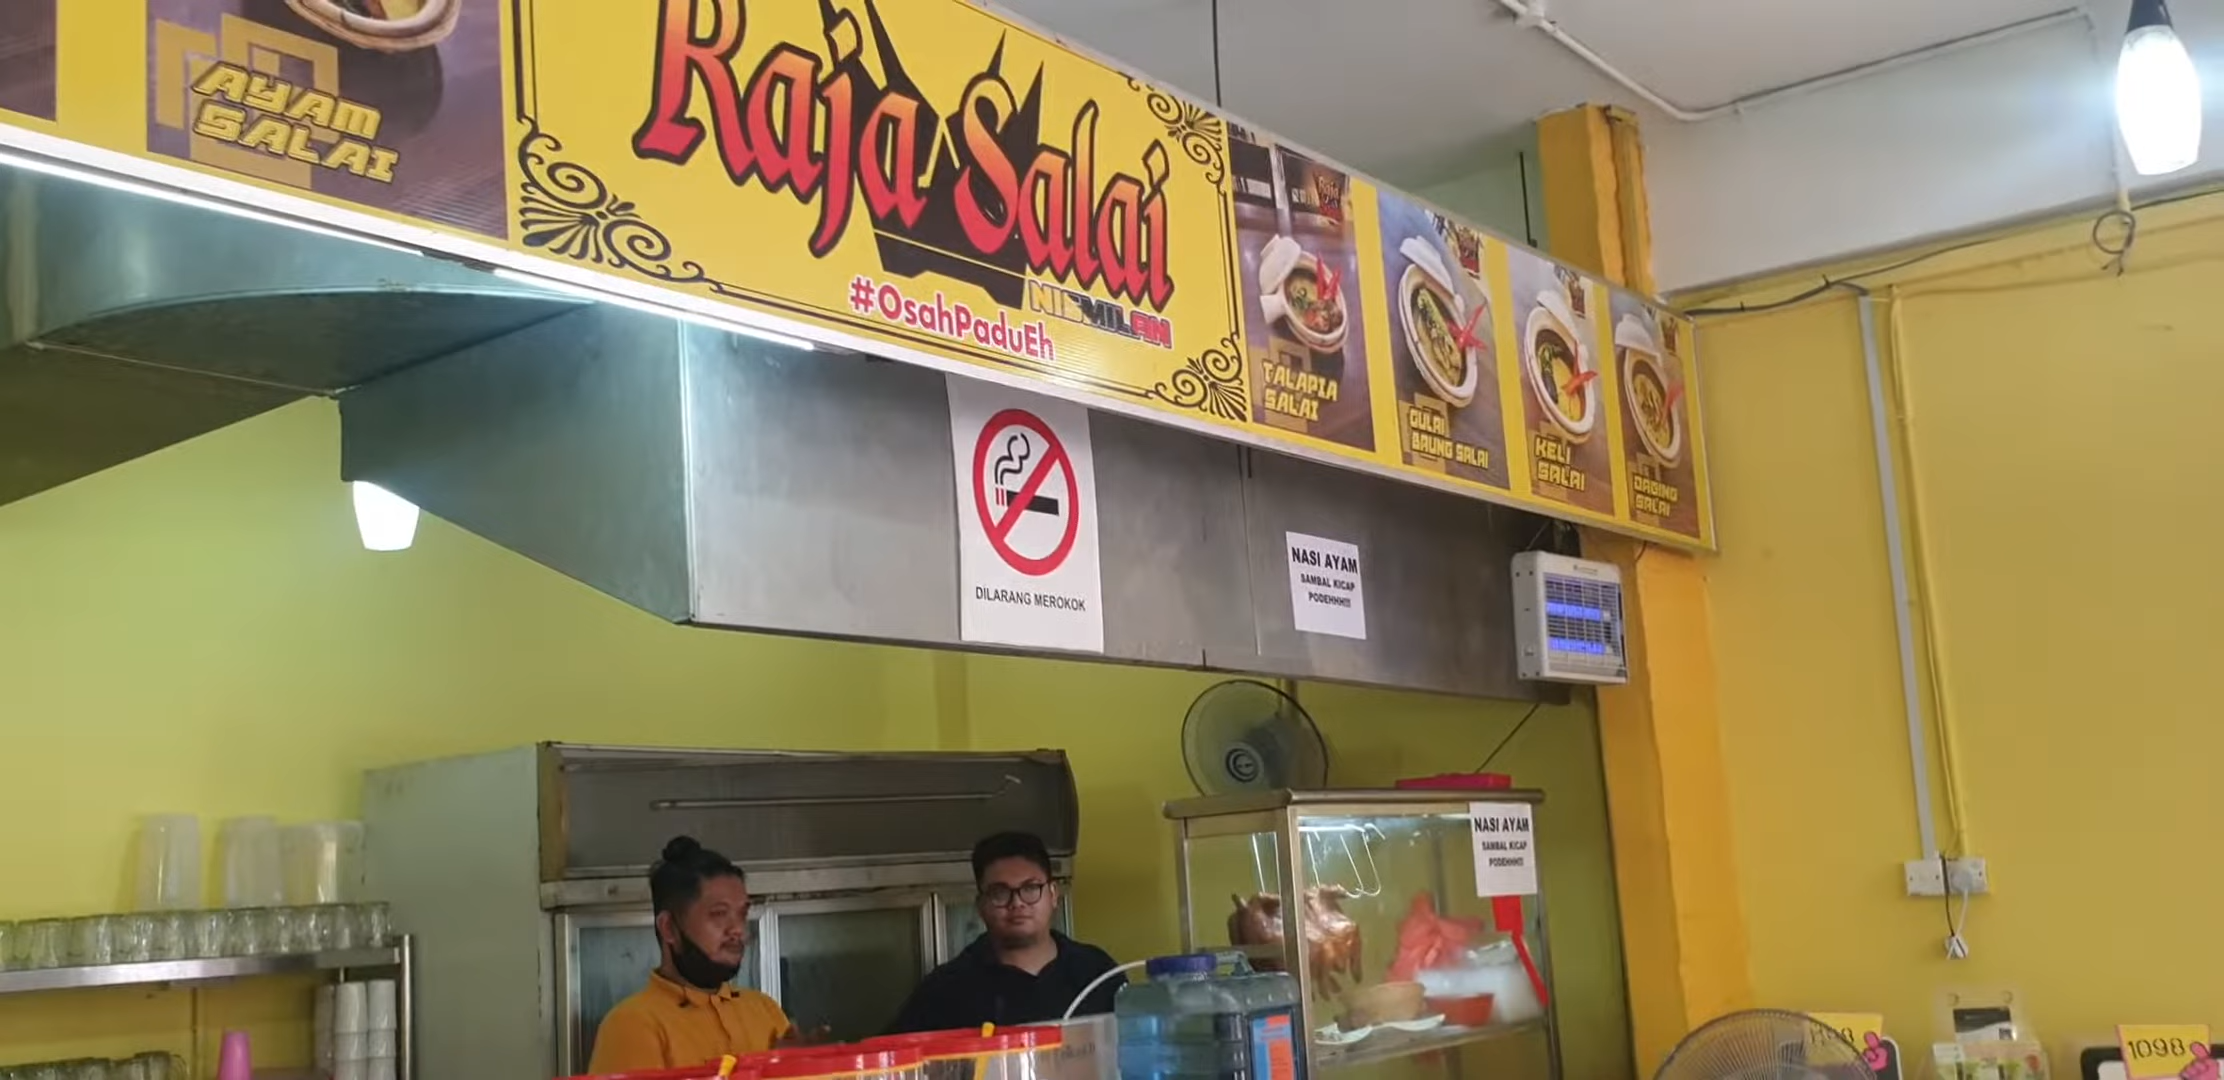 AYAM
SALAI
Raja Salai
NISMILAN
#OsahPaduEh
TALAPIA
SALAI
GULAI
BAUNG SALAI
KELI
SALAI
DAGING
SALAI
DILARANG MEROKOK
NASI AYAM
SAMBAL KICAP
PODEHHH!!!
NASI AYAM
SAMBAL KICAP
PODEHHH!!!
1098